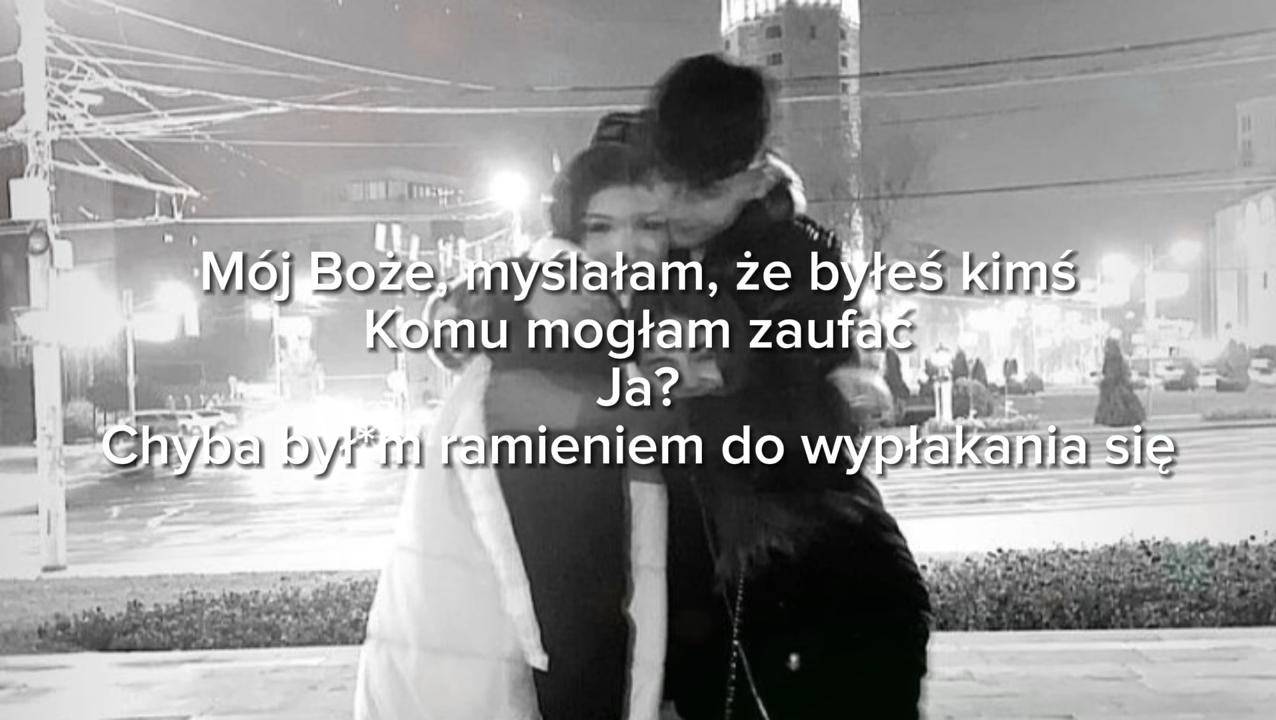 Mój Boże, myślałam, że byłeś kimś
Komu mogłam zaufać
Ja?
Chyba był*m ramieniem do wypłakania się